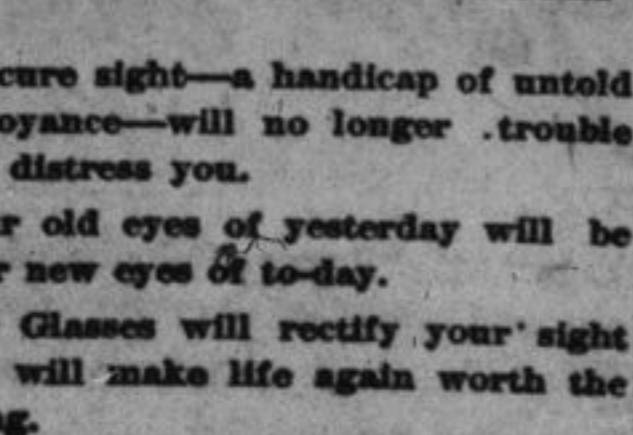 cure sight—a handicap of untold
oyance—will no longer trouble
distress you.
r old eyes of yesterday will be
r new eyes of to-day.
Glasses will rectify your sight
will make life again worth the
ng.